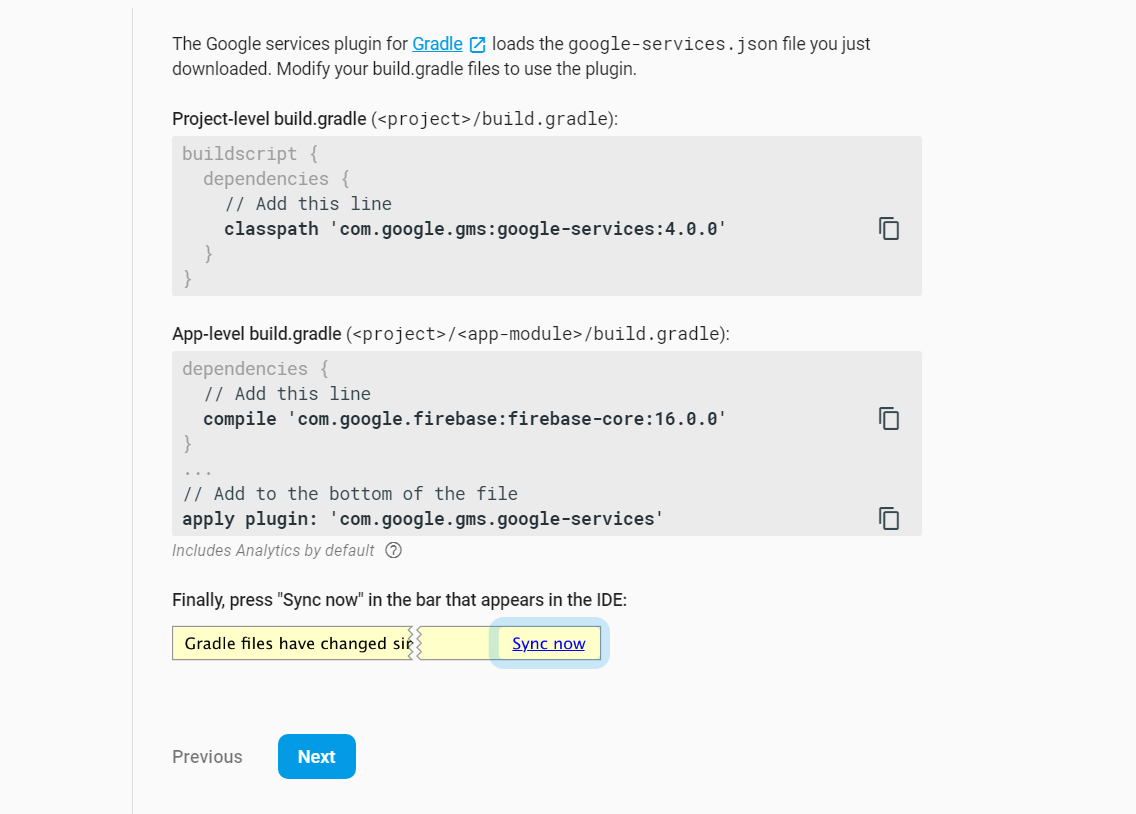 The Google services plugin for Gradle loads the google-services.json file you just
downloaded. Modify your build.gradle files to use the plugin.
Project-level build.gradle (<project>/build.gradle):
buildscript {
  dependencies {
    // Add this line
    classpath 'com.google.gms:google-services:4.0.0'
  }
}
App-level build.gradle (<project>/<app-module>/build.gradle):
dependencies {
  // Add this line
  compile 'com.google.firebase:firebase-core:16.0.0'
}
...
// Add to the bottom of the file
apply plugin: 'com.google.gms.google-services'
Includes Analytics by default ?
Finally, press "Sync now" in the bar that appears in the IDE:
Gradle files have changed Sync now
Previous Next